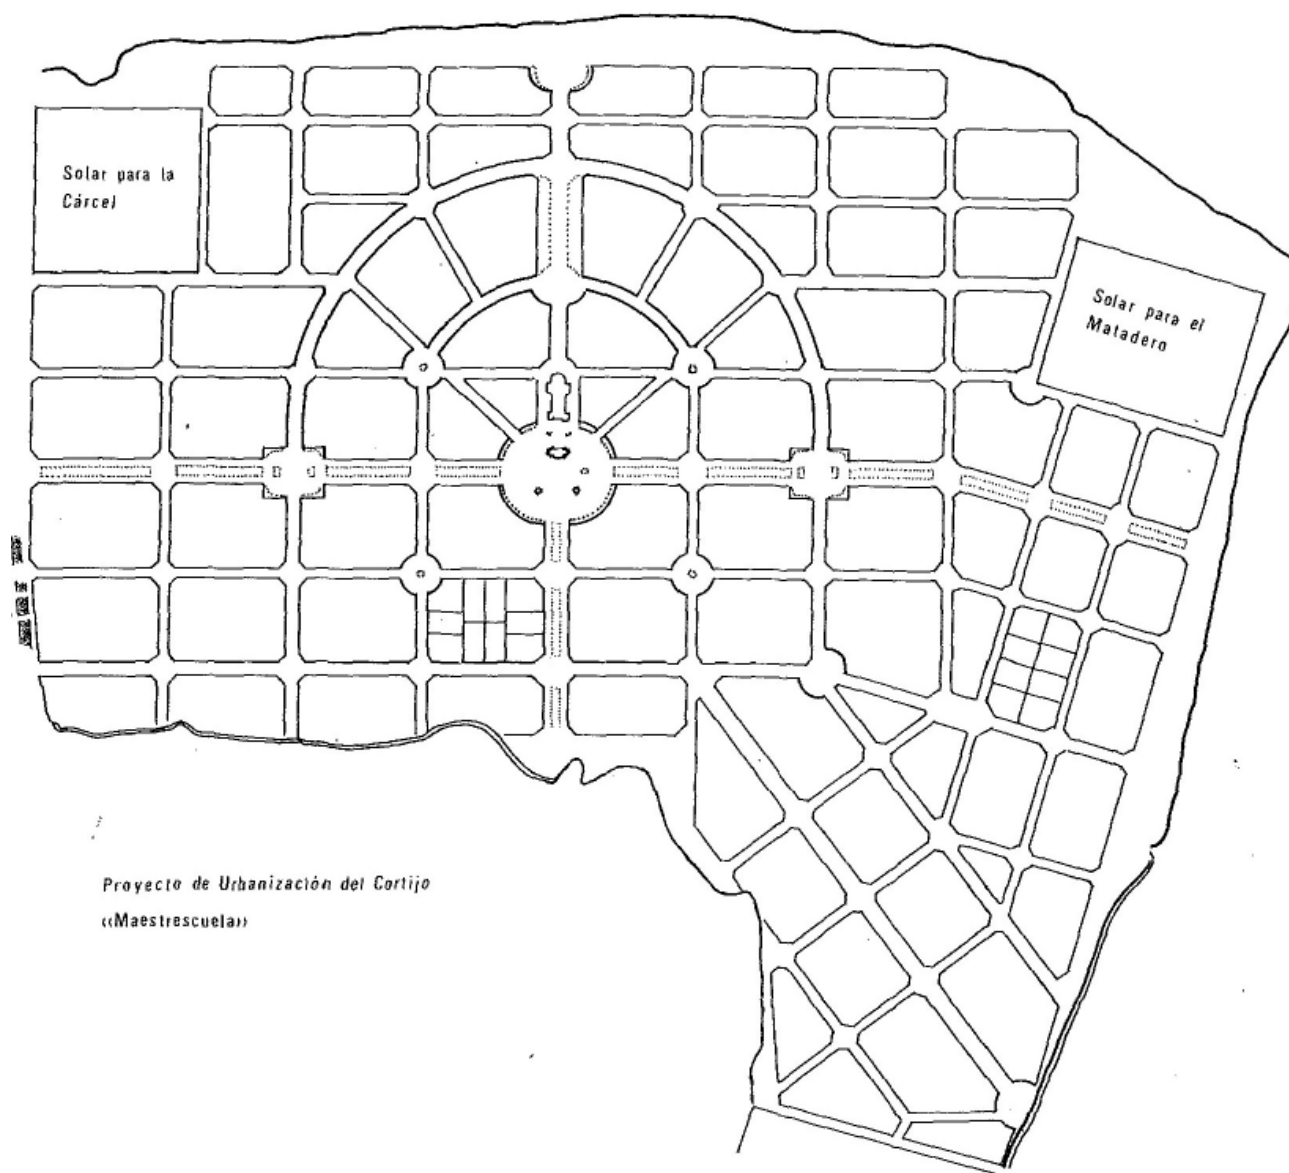 Solar para la
Cárcel
Solar para el
Matadero
Proyecto de Urbanización del Cortijo
«Maestrescuela»